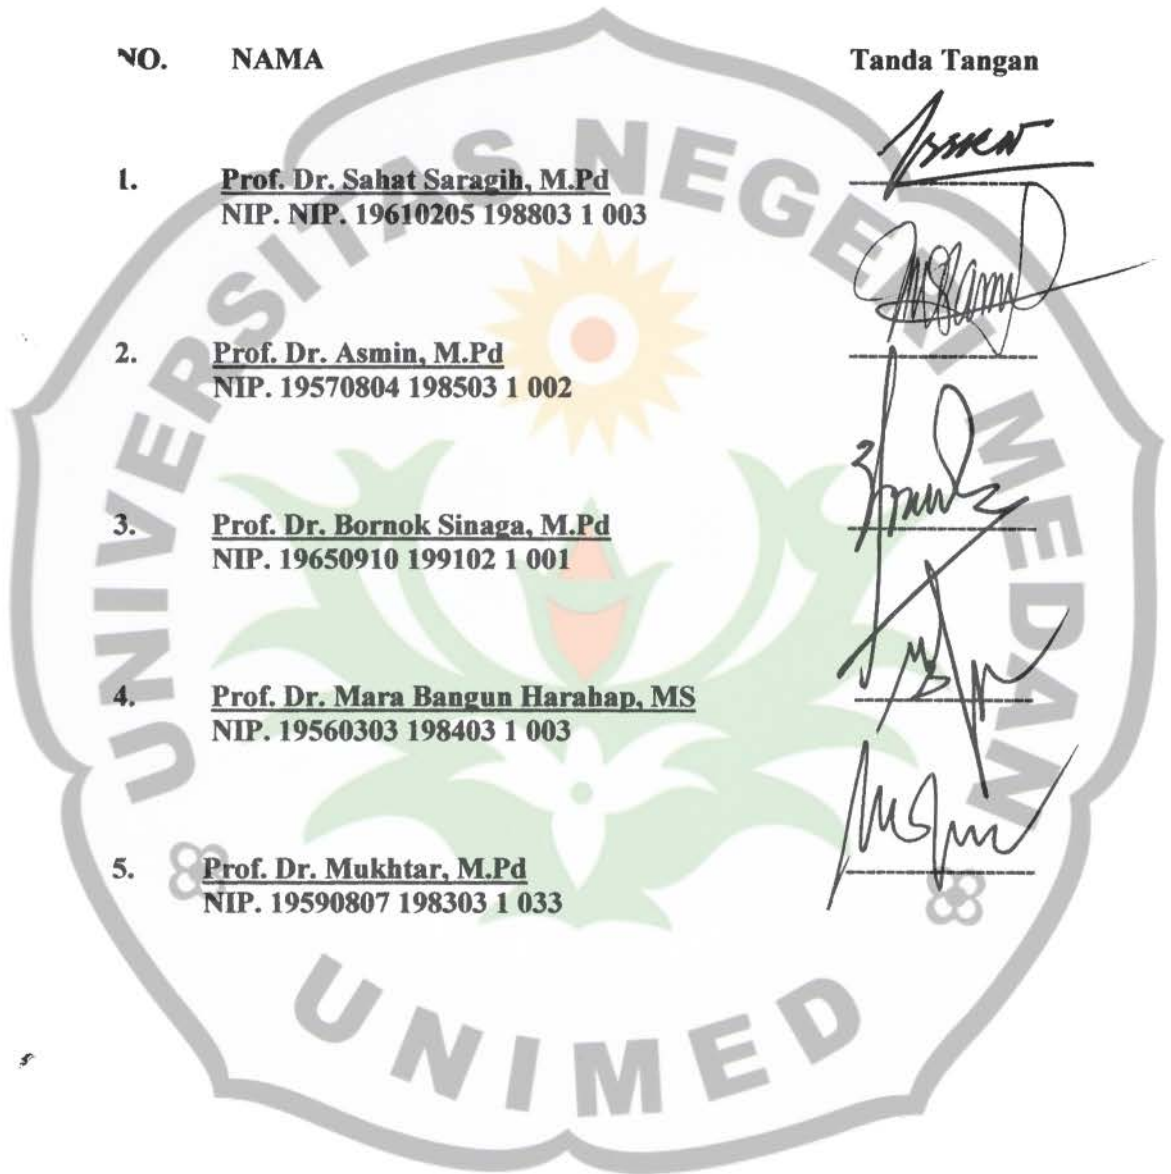 NO. NAMA Tanda Tangan
1. Prof. Dr. Sahat Saragih, M.Pd
NIP. NIP. 19610205 198803 1 003
2. Prof. Dr. Asmin, M.Pd
NIP. 19570804 198503 1 002
3. Prof. Dr. Bornok Sinaga, M.Pd
NIP. 19650910 199102 1 001
4. Prof. Dr. Mara Bangun Harahap, MS
NIP. 19560303 198403 1 003
5. Prof. Dr. Mukhtar, M.Pd
NIP. 19590807 198303 1 033
UNIVERSITAS NEGERI MEDAN
UNIMED